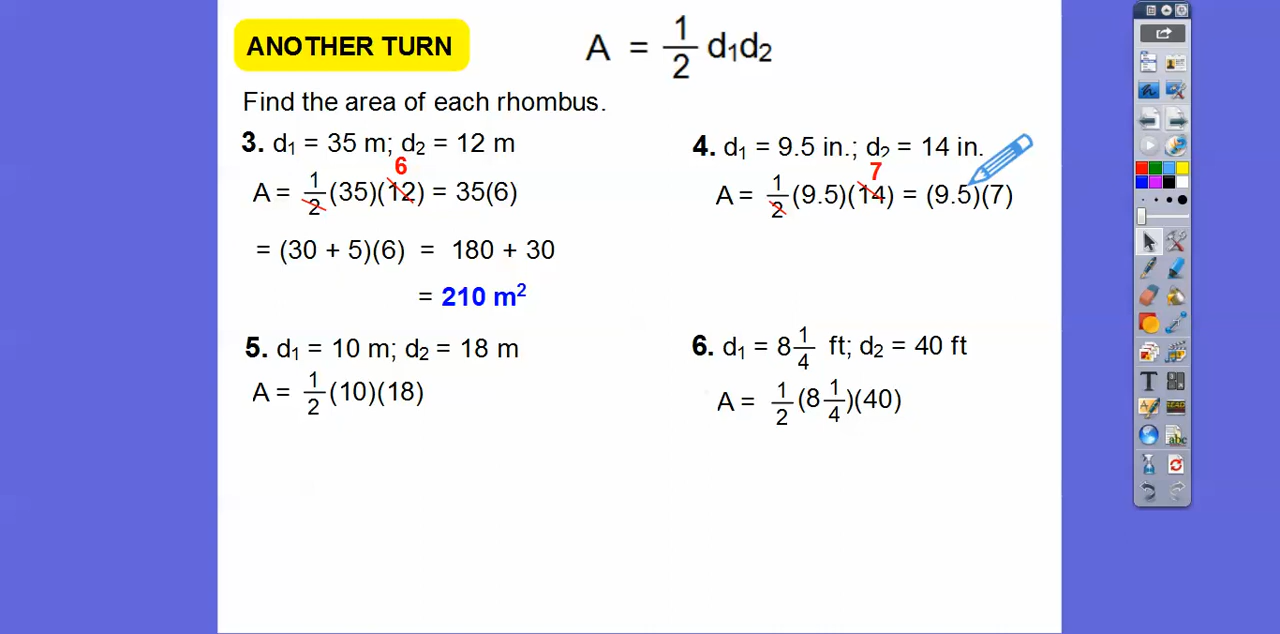 ANOTHER TURN
A = 1/2 d₁d₂
Find the area of each rhombus.
3. d₁ = 35 m; d₂ = 12 m
6
A = 1/2 (35)(12) = 35(6)
= (30 + 5)(6) = 180 + 30
= 210 m²
4. d₁ = 9.5 in.; d₂ = 14 in.
7
A = 1/2 (9.5)(14) = (9.5)(7)
5. d₁ = 10 m; d₂ = 18 m
A = 1/2 (10)(18)
6. d₁ = 8 1/4 ft; d₂ = 40 ft
A = 1/2 (8 1/4)(40)